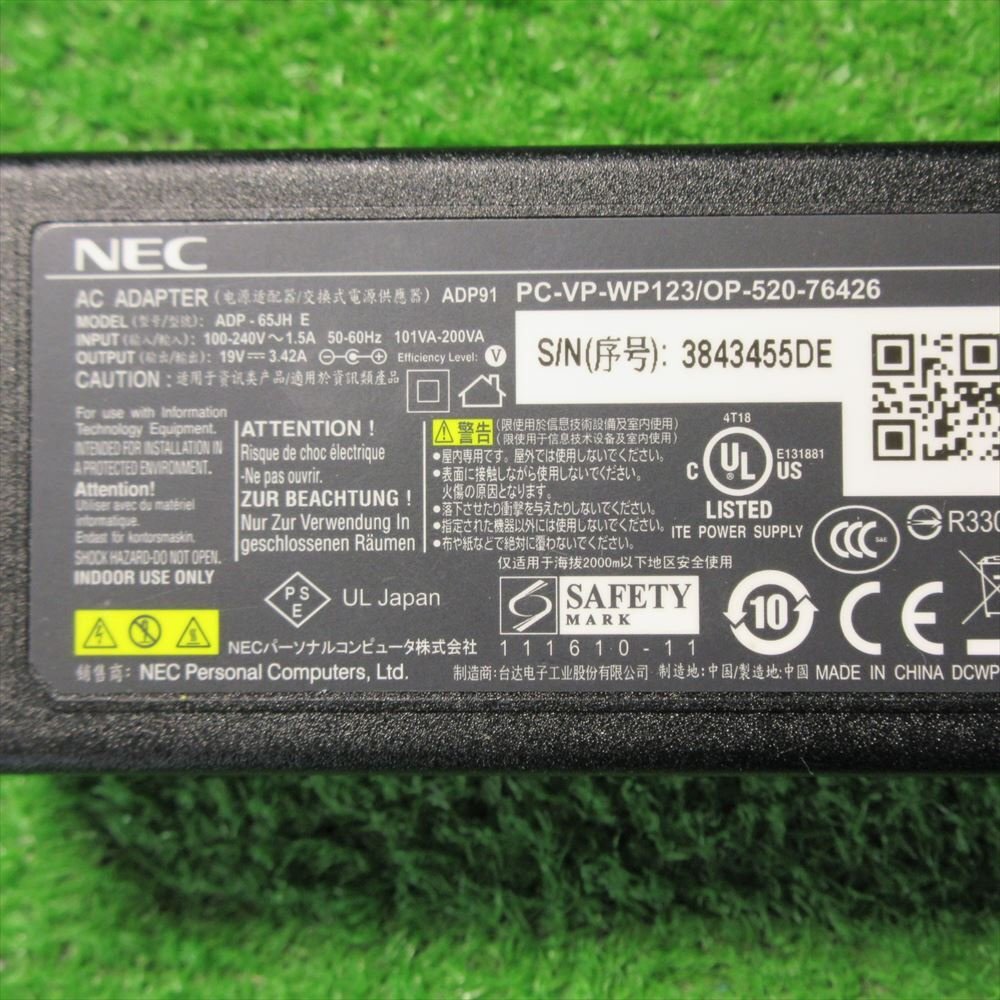 NEC
AC ADAPTER (电源适配器/交換式電源供應器) ADP91 PC-VP-WP123/OP-520-76426
MODEL (型号/型號): ADP-65JH E
INPUT (输入/輸入): 100-240V～1.5A 50-60Hz 101VA-200VA
OUTPUT (输出/輸出): 19V⎓3.42A Efficiency Level: V
CAUTION : 适用于资讯类产品/適用於資訊類產品
S/N(序号): 3843455DE
For use with Information
Technology Equipment.
INTENDED FOR INSTALLATION IN
A PROTECTED ENVIRONMENT.
Attention!
Utiliser avec du matériel
informatique.
Endast för kontorsmaskin.
SHOCK HAZARD-DO NOT OPEN.
INDOOR USE ONLY
ATTENTION !
Risque de choc électrique
-Ne pas ouvrir.
ZUR BEACHTUNG !
Nur Zur Verwendung In
geschlossenen Räumen
警告 (限使用於信息技術設備及室内使用)
(限使用于信息技术设备及室内使用)
●屋内専用です。屋外では使用しないでください。
●表面に接触しながら使用しないでください。
火傷の原因となります。
●落下させたり衝撃を与えたりしないでください。
●指定された機器以外には使用しないでください。
●布や紙などで絶対に覆わないでください。
仅适用于海拔2000m以下地区安全使用
4T18
C UL US
E131881
LISTED
ITE POWER SUPPLY
CCC S&E
R330
PSE UL Japan
SAFETY
MARK
111610-11
10
CE
NECパーソナルコンピュータ株式会社
销售商: NEC Personal Computers, Ltd.
制造商: 台达电子工业股份有限公司 制造地: 中国/製造地: 中國 MADE IN CHINA DCWP